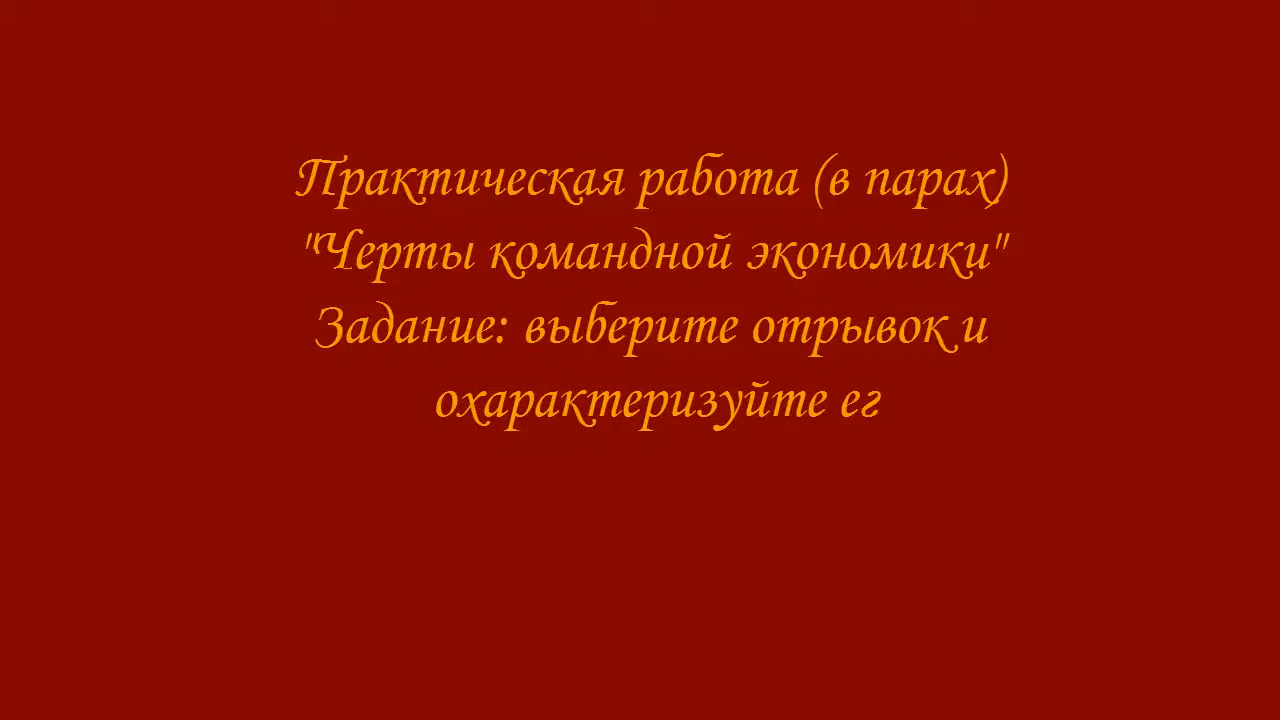 Практическая работа (в парах)
"Черты командной экономики"
Задание: выберите отрывок и
охарактеризуйте ег